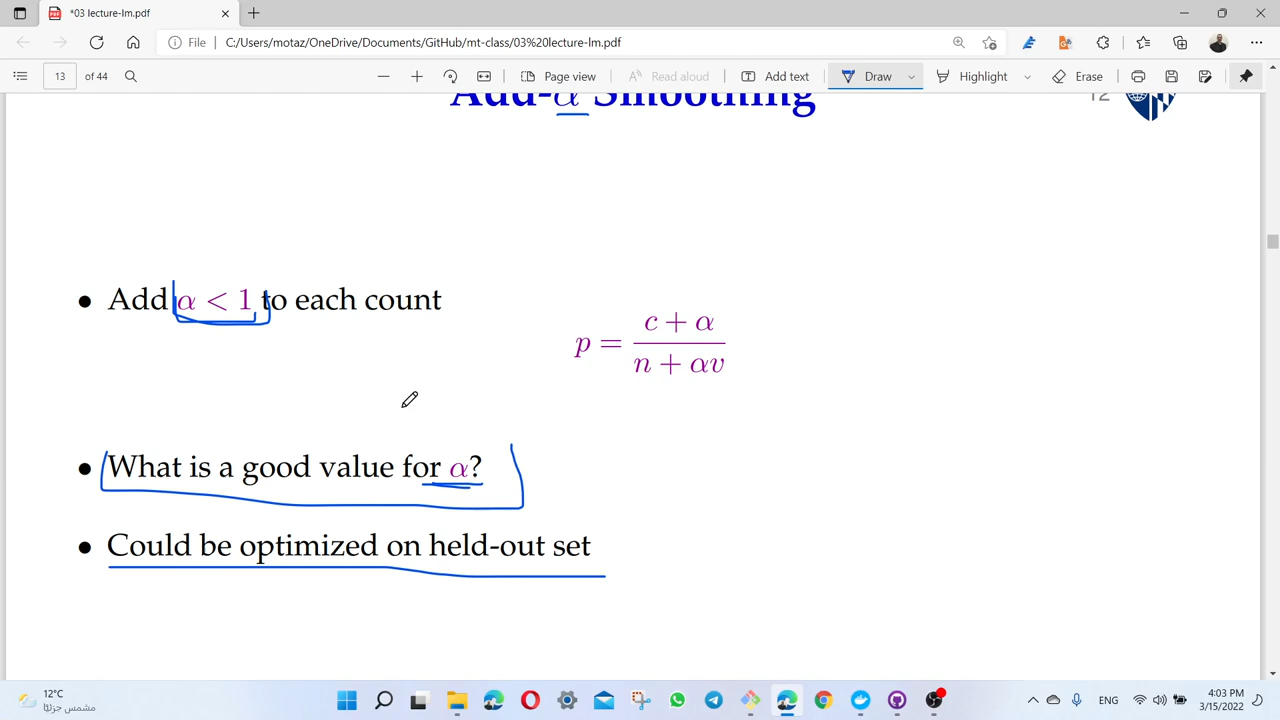 *03 lecture-lm.pdf
File C:/Users/motaz/OneDrive/Documents/GitHub/mt-class/03%20lecture-lm.pdf
13 of 44 Page view Read aloud Add text Draw Highlight Erase
Add-α Smoothing 12
• Add α < 1 to each count
p = (c + α) / (n + αv)
• What is a good value for α?
• Could be optimized on held-out set
12°C
مشمس جزئيًا
ENG
4:03 PM
3/15/2022